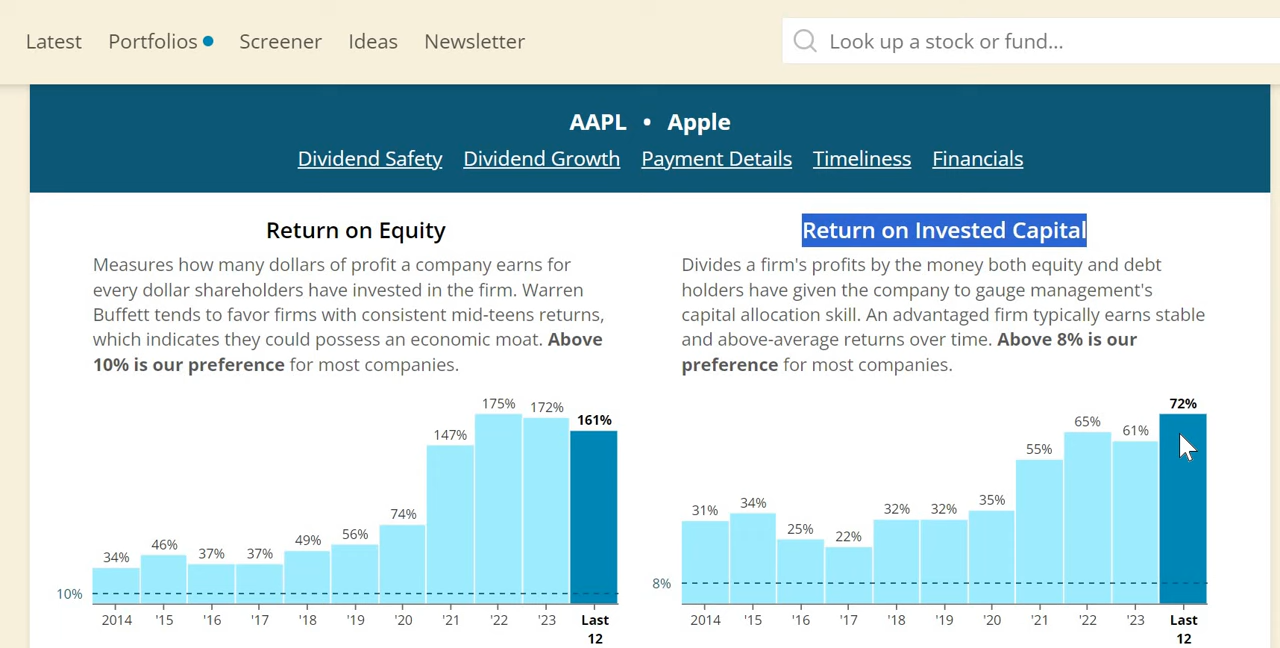 Latest Portfolios Screener Ideas Newsletter Look up a stock or fund...
AAPL • Apple
Dividend Safety Dividend Growth Payment Details Timeliness Financials
Return on Equity
Measures how many dollars of profit a company earns for
every dollar shareholders have invested in the firm. Warren
Buffett tends to favor firms with consistent mid-teens returns,
which indicates they could possess an economic moat. Above
10% is our preference for most companies.
175% 172% 161%
147%
74%
56%
49%
46%
34% 37% 37%
10%
2014 '15 '16 '17 '18 '19 '20 '21 '22 '23 Last
12
Return on Invested Capital
Divides a firm's profits by the money both equity and debt
holders have given the company to gauge management's
capital allocation skill. An advantaged firm typically earns stable
and above-average returns over time. Above 8% is our
preference for most companies.
72%
65% 61%
55%
31% 34% 25% 22% 32% 32% 35%
8%
2014 '15 '16 '17 '18 '19 '20 '21 '22 '23 Last
12